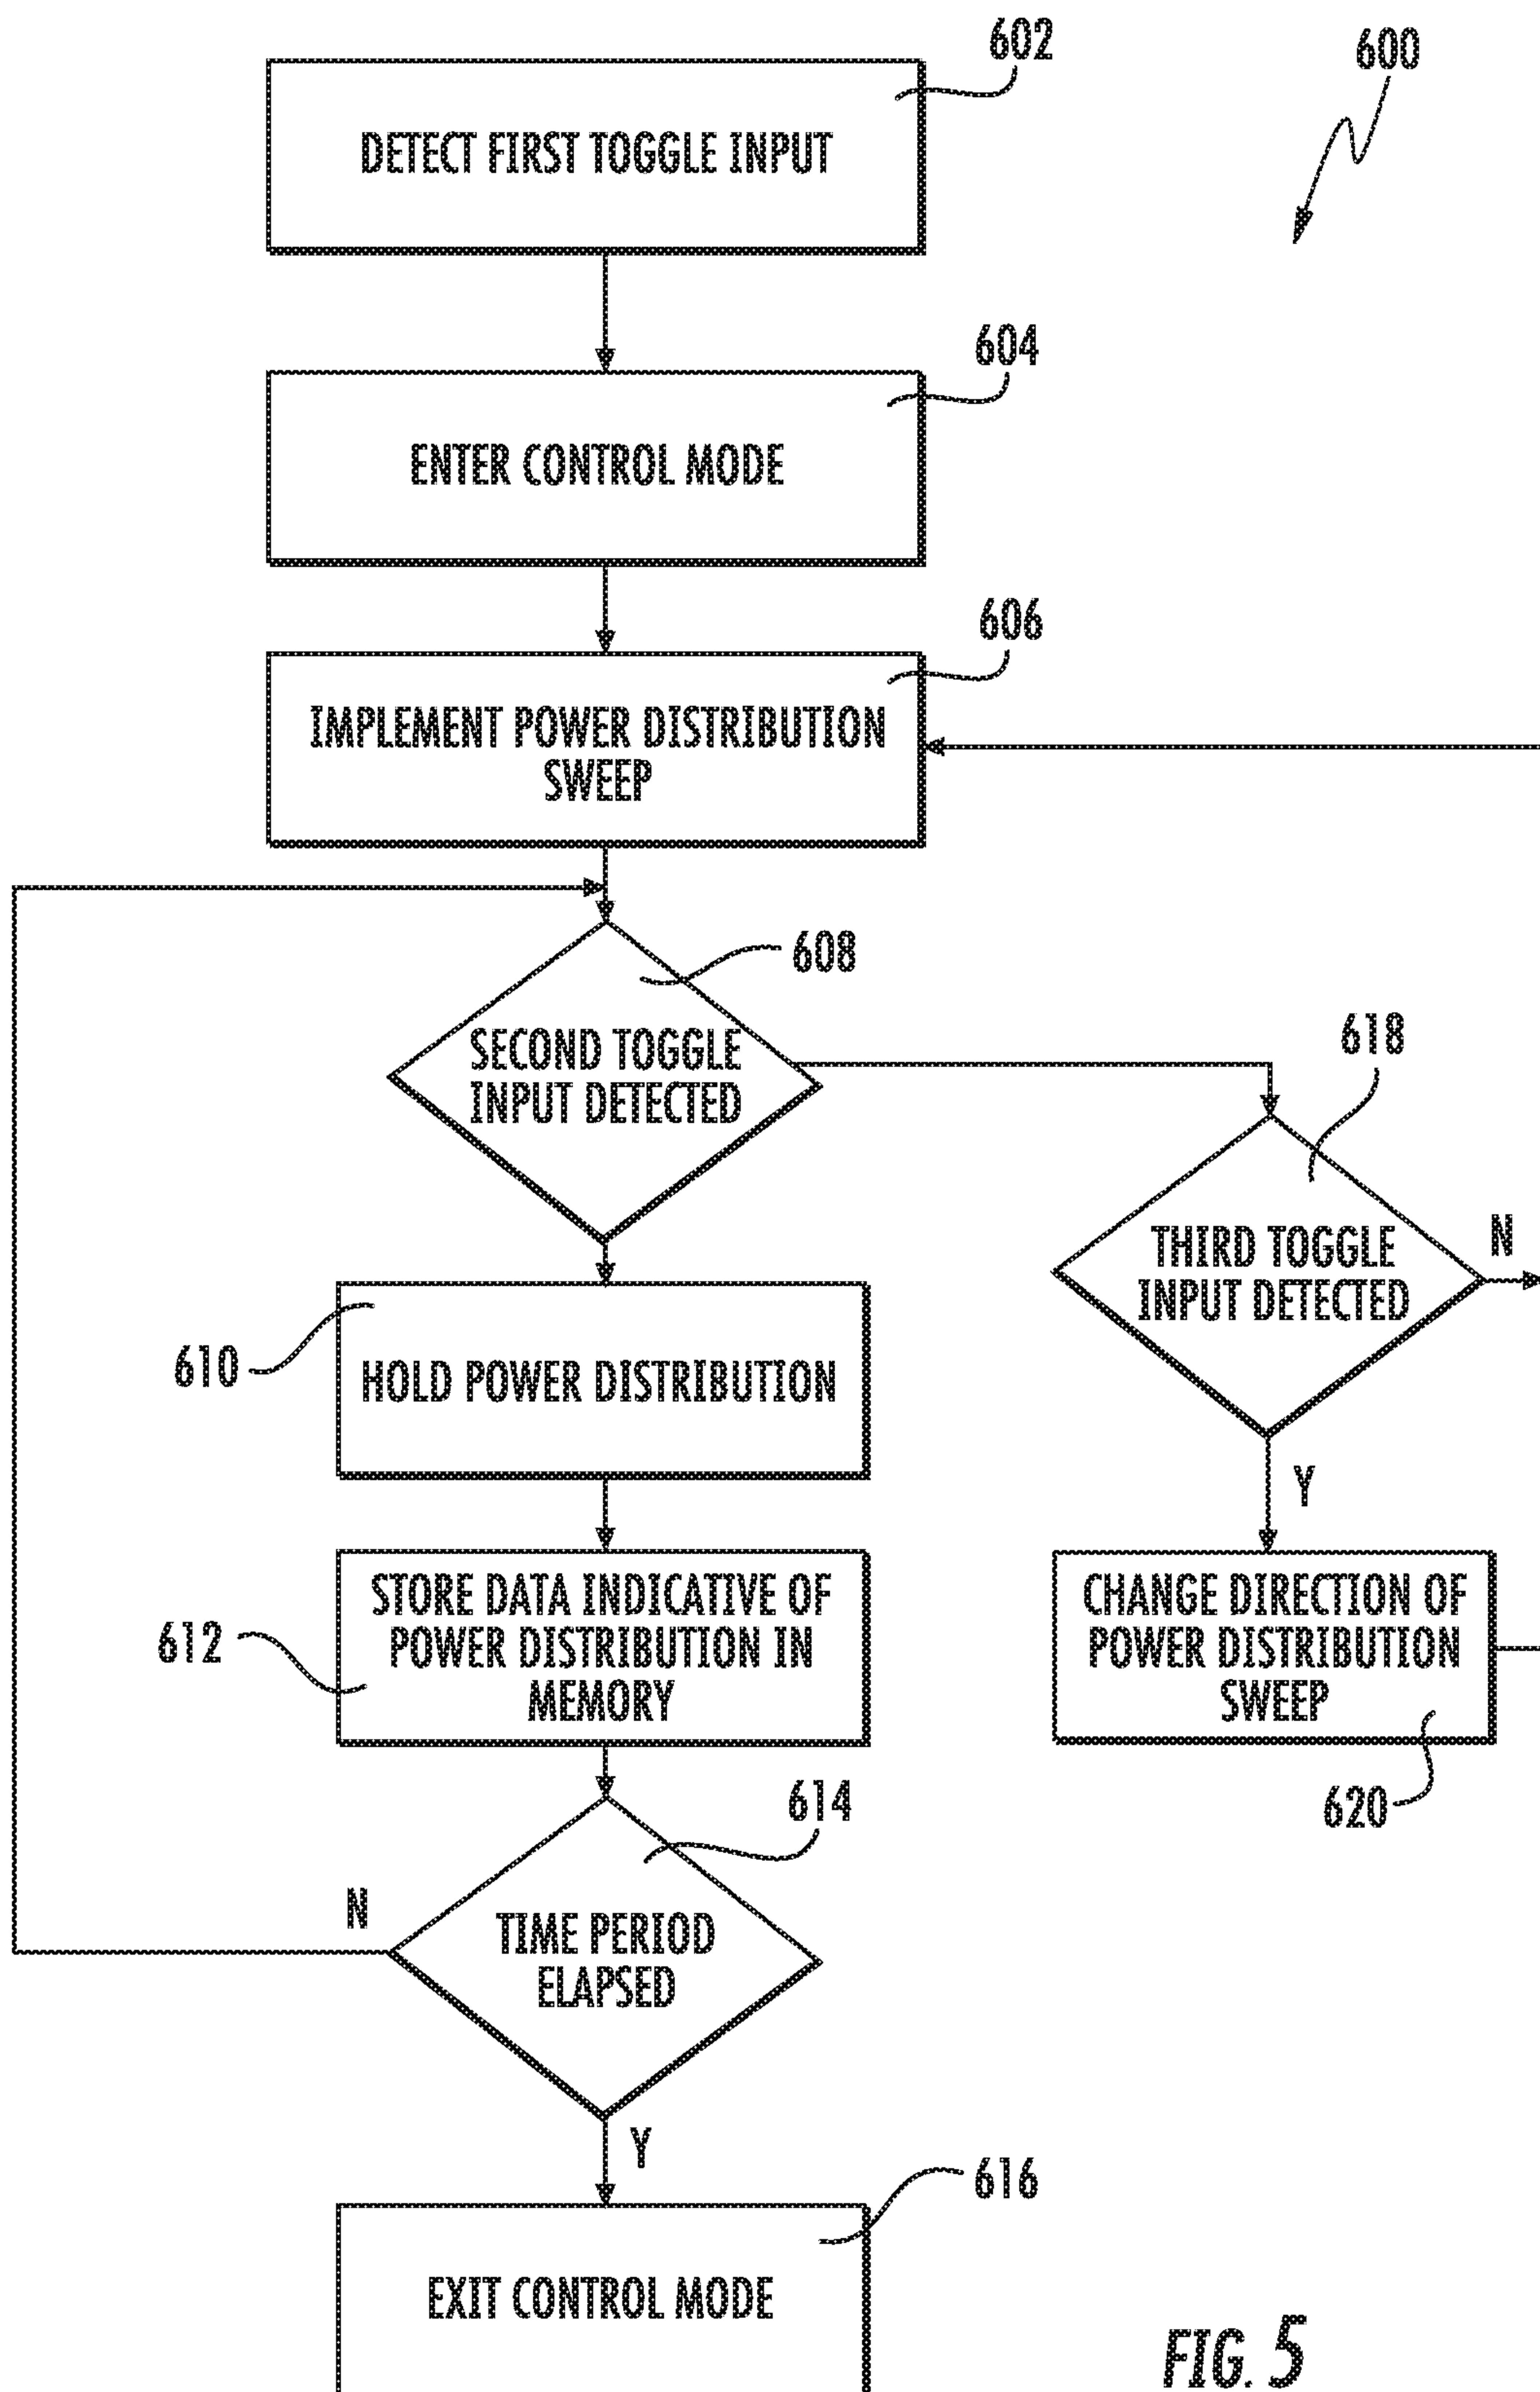 602
600
DETECT FIRST TOGGLE INPUT
604
ENTER CONTROL MODE
606
IMPLEMENT POWER DISTRIBUTION
SWEEP
608
SECOND TOGGLE
INPUT DETECTED
618
THIRD TOGGLE
INPUT DETECTED
N
610
HOLD POWER DISTRIBUTION
Y
612
STORE DATA INDICATIVE OF
POWER DISTRIBUTION IN
MEMORY
CHANGE DIRECTION OF
POWER DISTRIBUTION
SWEEP
620
614
N
TIME PERIOD
ELAPSED
Y
616
EXIT CONTROL MODE
FIG. 5